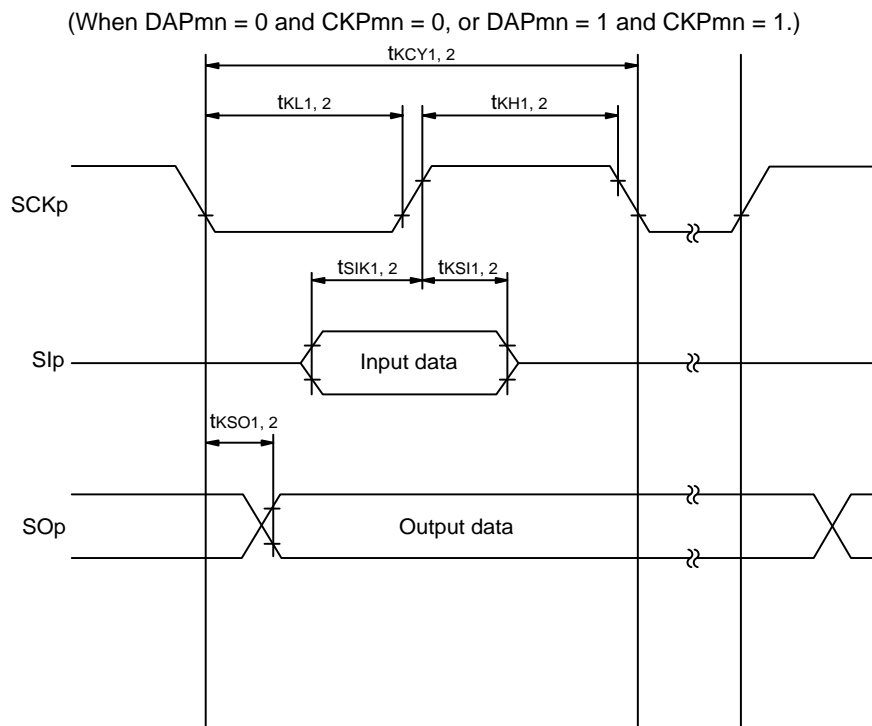 (When DAPmn = 0 and CKPmn = 0, or DAPmn = 1 and CKPmn = 1.)
tKCY1, 2
tKL1, 2
tKH1, 2
SCKp
tSIK1, 2
tKSI1, 2
SIp
Input data
tKSO1, 2
SOp
Output data